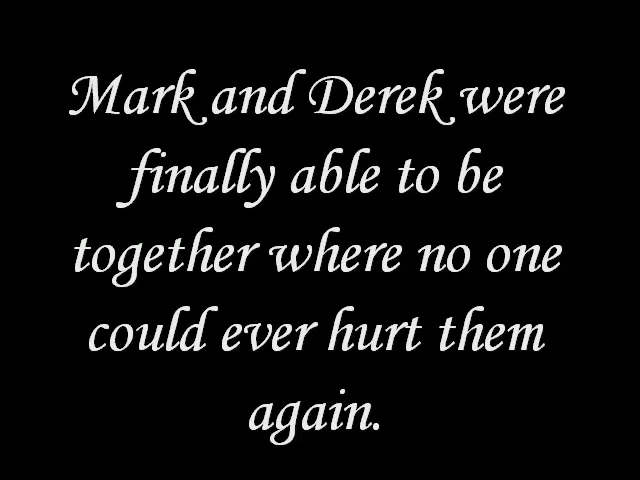 Mark and Derek were
finally able to be
together where no one
could ever hurt them
again.